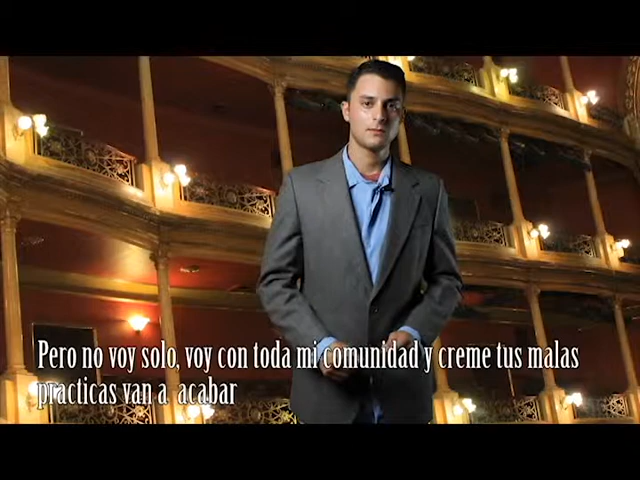 Pero no voy solo, voy con toda mi comunidad y creme tus malas
practicas van a acabar